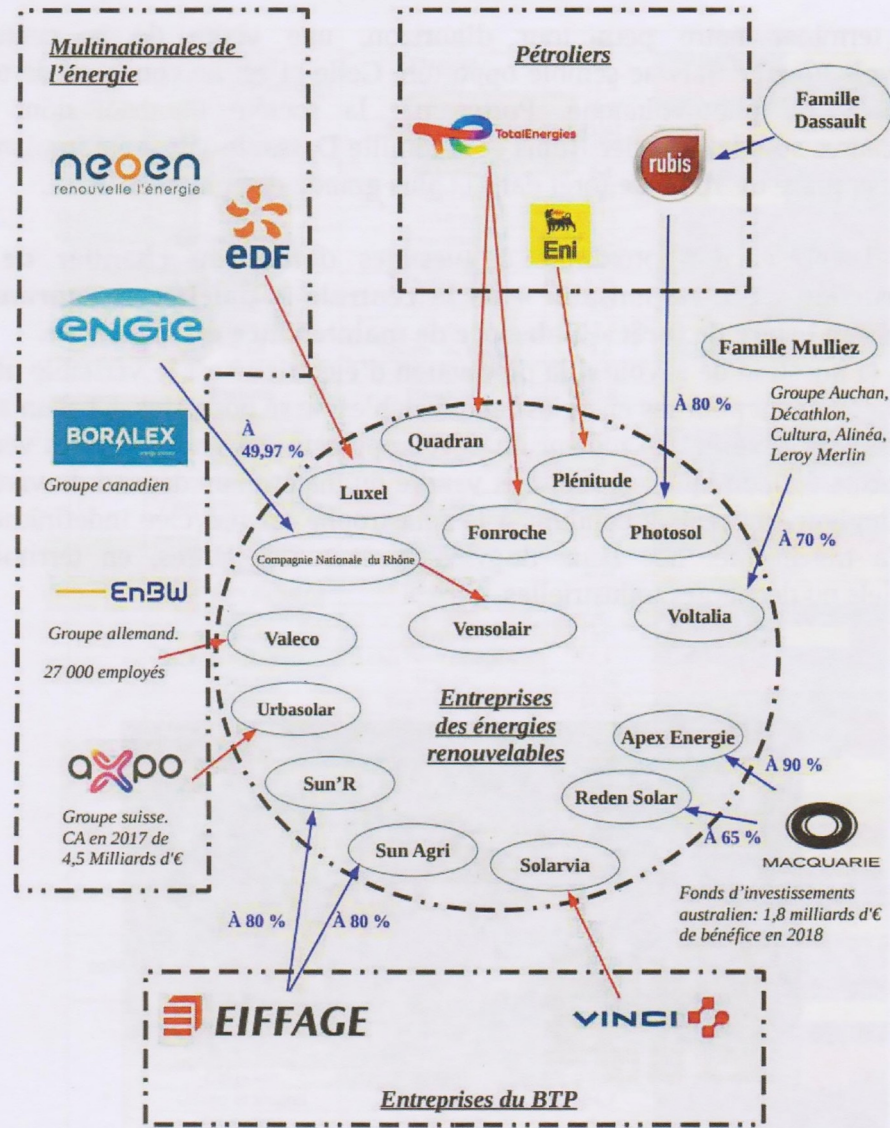 Multinationales de
l'énergie
neoen
renouvelle l'énergie
eDF
ENGIE
BORALEX
Groupe canadien
EnBW
Groupe allemand.
27 000 employés
axpo
Groupe suisse.
CA en 2017 de
4,5 Milliards d'€
Pétroliers
TotalEnergies
rubis
Eni
Famille
Dassault
Famille Mulliez
Groupe Auchan,
Décathlon,
Cultura, Alinéa,
Leroy Merlin
À
49,97 %
À 80 %
À 70 %
Quadran
Luxel
Plénitude
Fonroche
Photosol
Compagnie Nationale du Rhône
Vensolair
Voltalia
Valeco
Urbasolar
Entreprises
des énergies
renouvelables
Apex Energie
À 90 %
Sun'R
Reden Solar
À 65 %
Sun Agri
Solarvia
MACQUARIE
Fonds d'investissements
australien: 1,8 milliards d'€
de bénéfice en 2018
À 80 %
À 80 %
EIFFAGE
VINCI
Entreprises du BTP